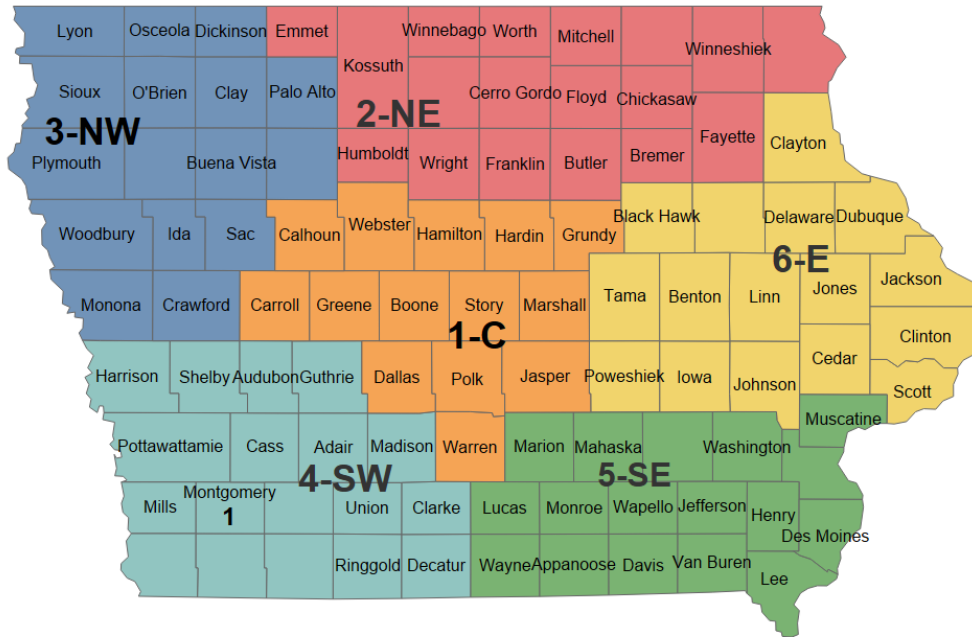 Lyon Osceola Dickinson Emmet Winnebago Worth Mitchell Winneshiek
Kossuth
Sioux O'Brien Clay Palo Alto Cerro Gordo Floyd Chickasaw
2-NE
3-NW
Fayette Clayton
Plymouth Buena Vista Humboldt Wright Franklin Butler Bremer
Woodbury Ida Sac Calhoun Webster Hamilton Hardin Grundy Black Hawk Delaware Dubuque
6-E
Monona Crawford Carroll Greene Boone Story Marshall Tama Benton Linn Jones Jackson
1-C
Clinton
Harrison Shelby Audubon Guthrie Dallas Polk Jasper Poweshiek Iowa Johnson Cedar Scott
Muscatine
Pottawattamie Cass Adair Madison Warren Marion Mahaska Washington
4-SW 5-SE
Mills Montgomery Union Clarke Lucas Monroe Wapello Jefferson Henry
1
Des Moines
Ringgold Decatur Wayne Appanoose Davis Van Buren Lee